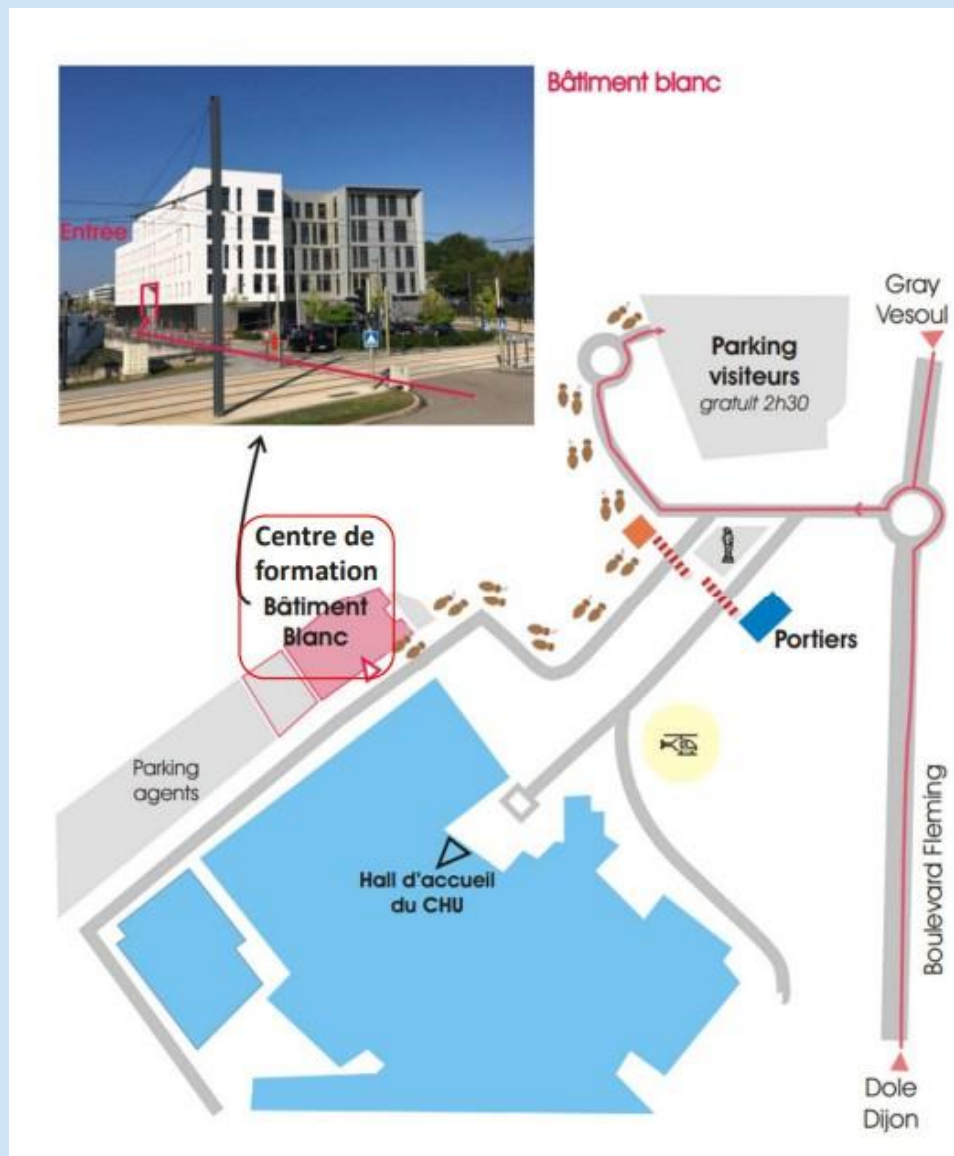 Bâtiment blanc
Entrée
Gray
Vesoul
Parking
visiteurs
gratuit 2h30
Centre de
formation
Bâtiment
Blanc
Portiers
Parking
agents
Hall d'accueil
du CHU
Boulevard Fleming
Dole
Dijon